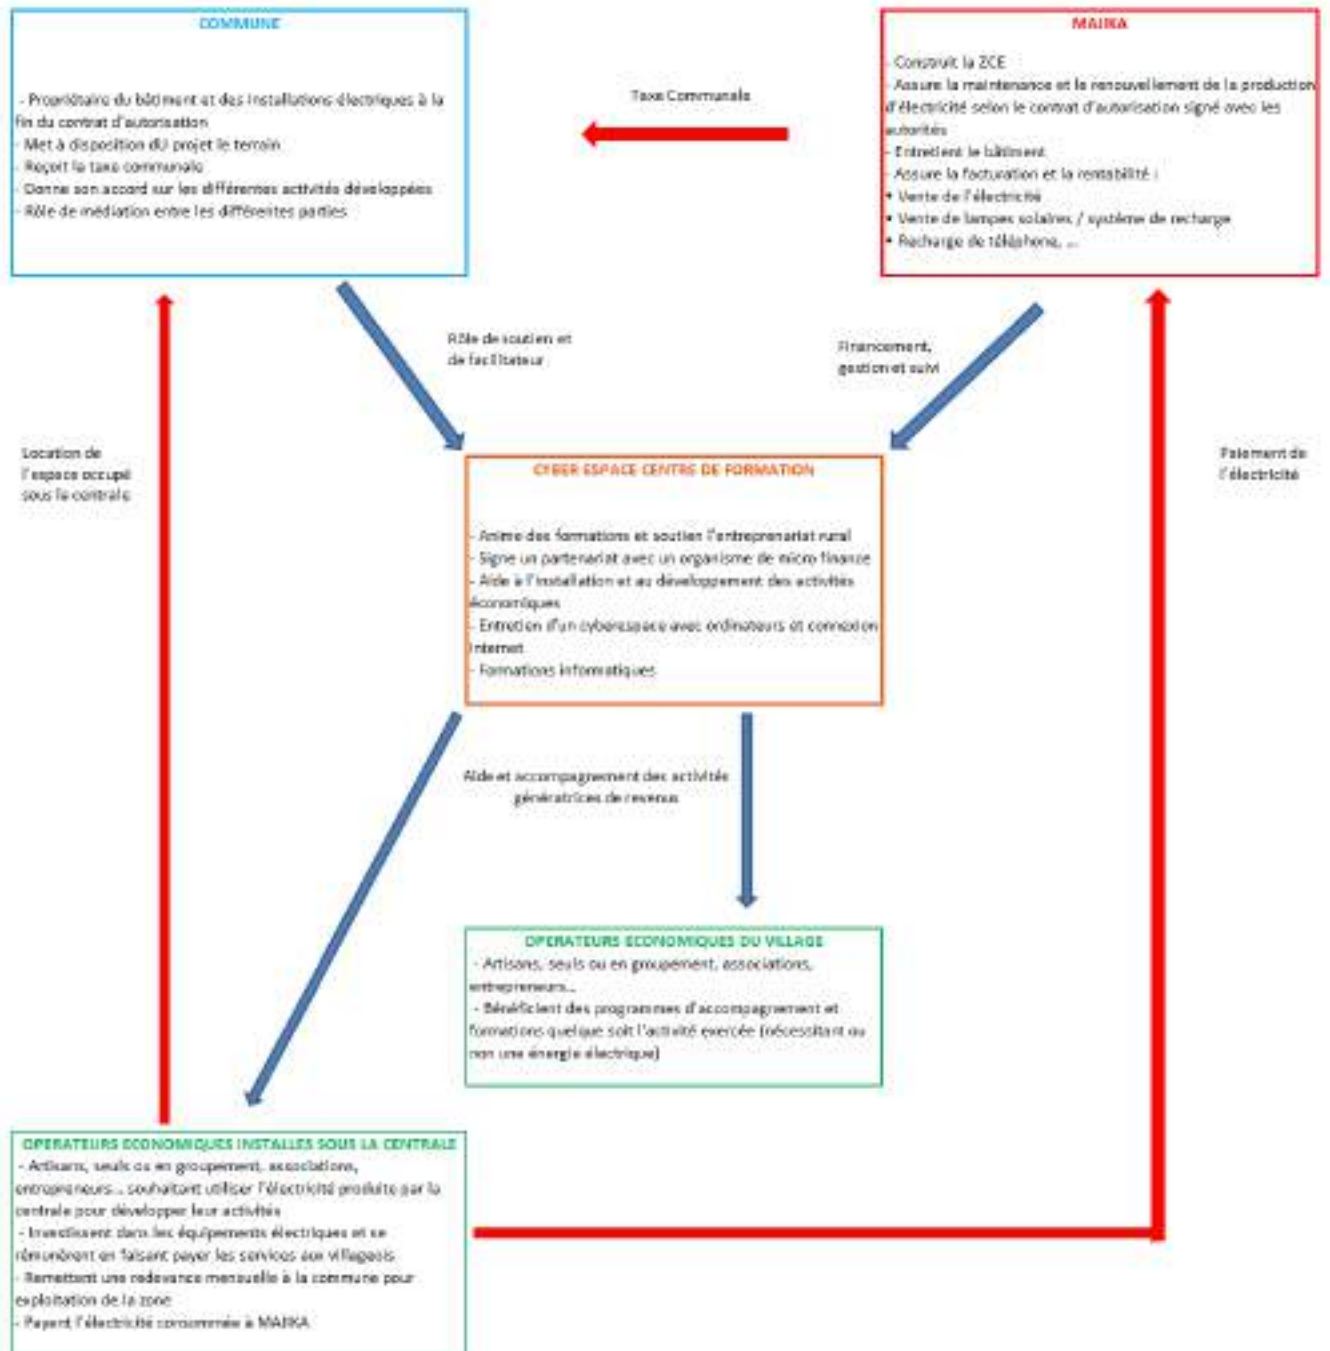 COMMUNE
- Propriétaire du bâtiment et des installations électriques à la
fin du contrat d'autorisation
- Met à disposition dU projet le terrain
- Reçoit la taxe communale
- Donne son accord sur les différentes activités développées
- Rôle de médiation entre les différentes parties
Taxe Communale
MAJIKA
- Construit la ZCE
- Assure la maintenance et le renouvellement de la production
d'électricité selon le contrat d'autorisation signé avec les
autorités
- Entretient le bâtiment
- Assure la facturation et la rentabilité :
• Vente de l'électricité
• Vente de lampes solaires / système de recharge
• Recharge de téléphone, ...
Rôle de soutien et
de facilitateur
Financement,
gestion et suivi
Location de
l'espace occupé
sous la centrale
Paiement de
l'électricité
CYBER ESPACE CENTRE DE FORMATION
- Anime des formations et soutien l'entreprenariat rural
- Signe un partenariat avec un organisme de micro finance
- Aide à l'installation et au développement des activités
économiques
- Entretien d'un cyberespace avec ordinateurs et connexion
Internet
- Formations informatiques
Aide et accompagnement des activités
génératrices de revenus
OPERATEURS ECONOMIQUES DU VILLAGE
- Artisans, seuls ou en groupement, associations,
entrepreneurs...
- Bénéficient des programmes d'accompagnement et
formations quelque soit l'activité exercée (nécessitant ou
non une énergie électrique)
OPERATEURS ECONOMIQUES INSTALLES SOUS LA CENTRALE
- Artisans, seuls ou en groupement, associations,
entrepreneurs... souhaitant utiliser l'électricité produite par la
centrale pour développer leur activités
- Investissent dans les équipements électriques et se
rémunèrent en faisant payer les services aux villageois
- Remettent une redevance mensuelle à la commune pour
exploitation de la zone
- Payent l'électricité consommée à MAJIKA